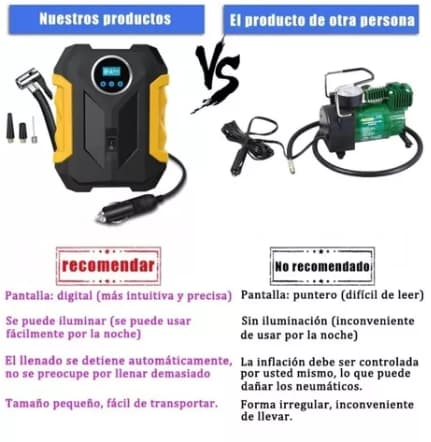 Nuestros productos
El producto de otra persona
VS
recomendar
No recomendado
Pantalla: digital (más intuitiva y precisa)
Se puede iluminar (se puede usar
fácilmente por la noche)
El llenado se detiene automáticamente,
no se preocupe por llenar demasiado
Tamaño pequeño, fácil de transportar.
Pantalla: puntero (difícil de leer)
Sin iluminación (inconveniente
de usar por la noche)
La inflación debe ser controlada
por usted mismo, lo que puede
dañar los neumáticos.
Forma irregular, inconveniente
de llevar.